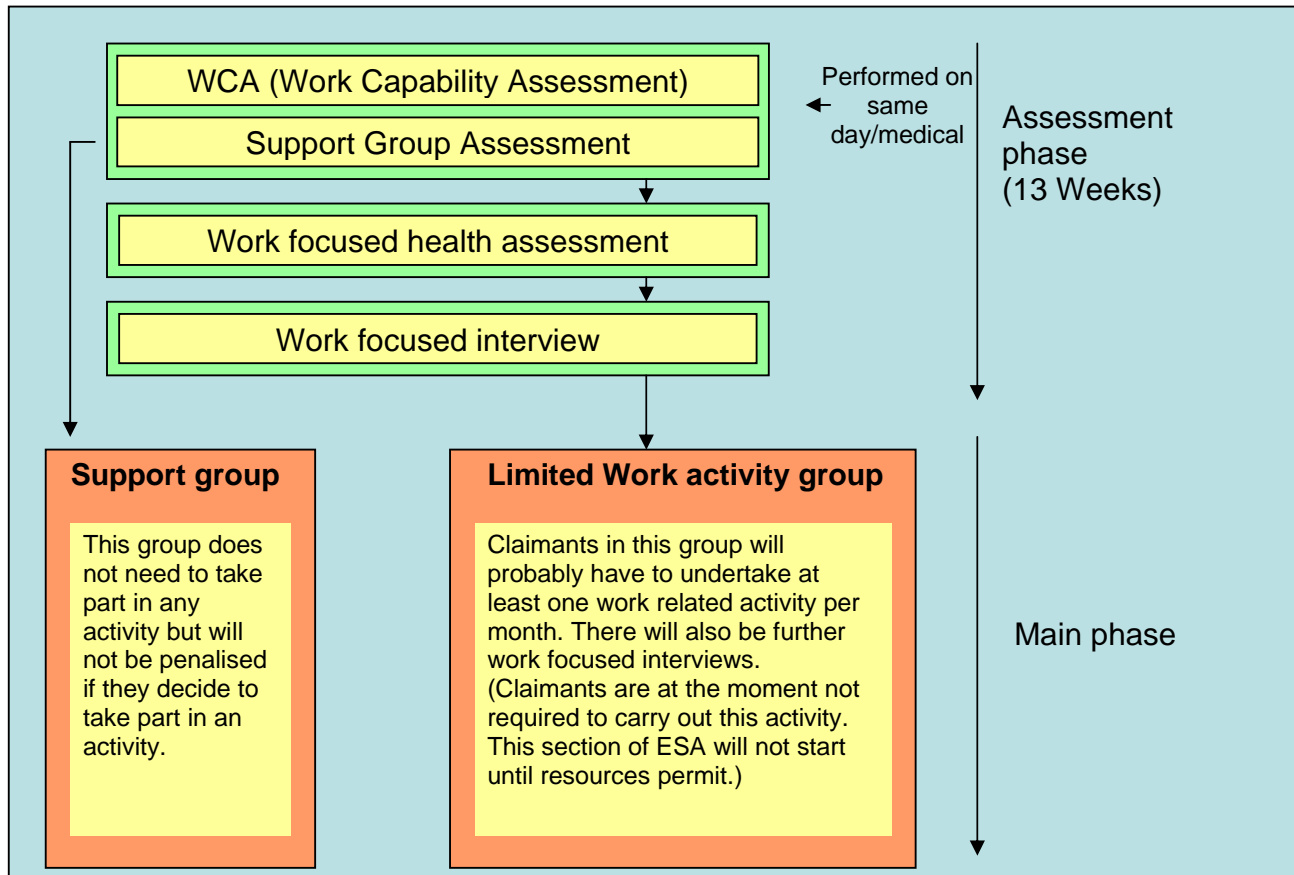 WCA (Work Capability Assessment)
Support Group Assessment
Performed on
same
day/medical
Assessment
phase
(13 Weeks)
Work focused health assessment
Work focused interview
Support group
This group does
not need to take
part in any
activity but will
not be penalised
if they decide to
take part in an
activity.
Limited Work activity group
Claimants in this group will
probably have to undertake at
least one work related activity per
month. There will also be further
work focused interviews.
(Claimants are at the moment not
required to carry out this activity.
This section of ESA will not start
until resources permit.)
Main phase